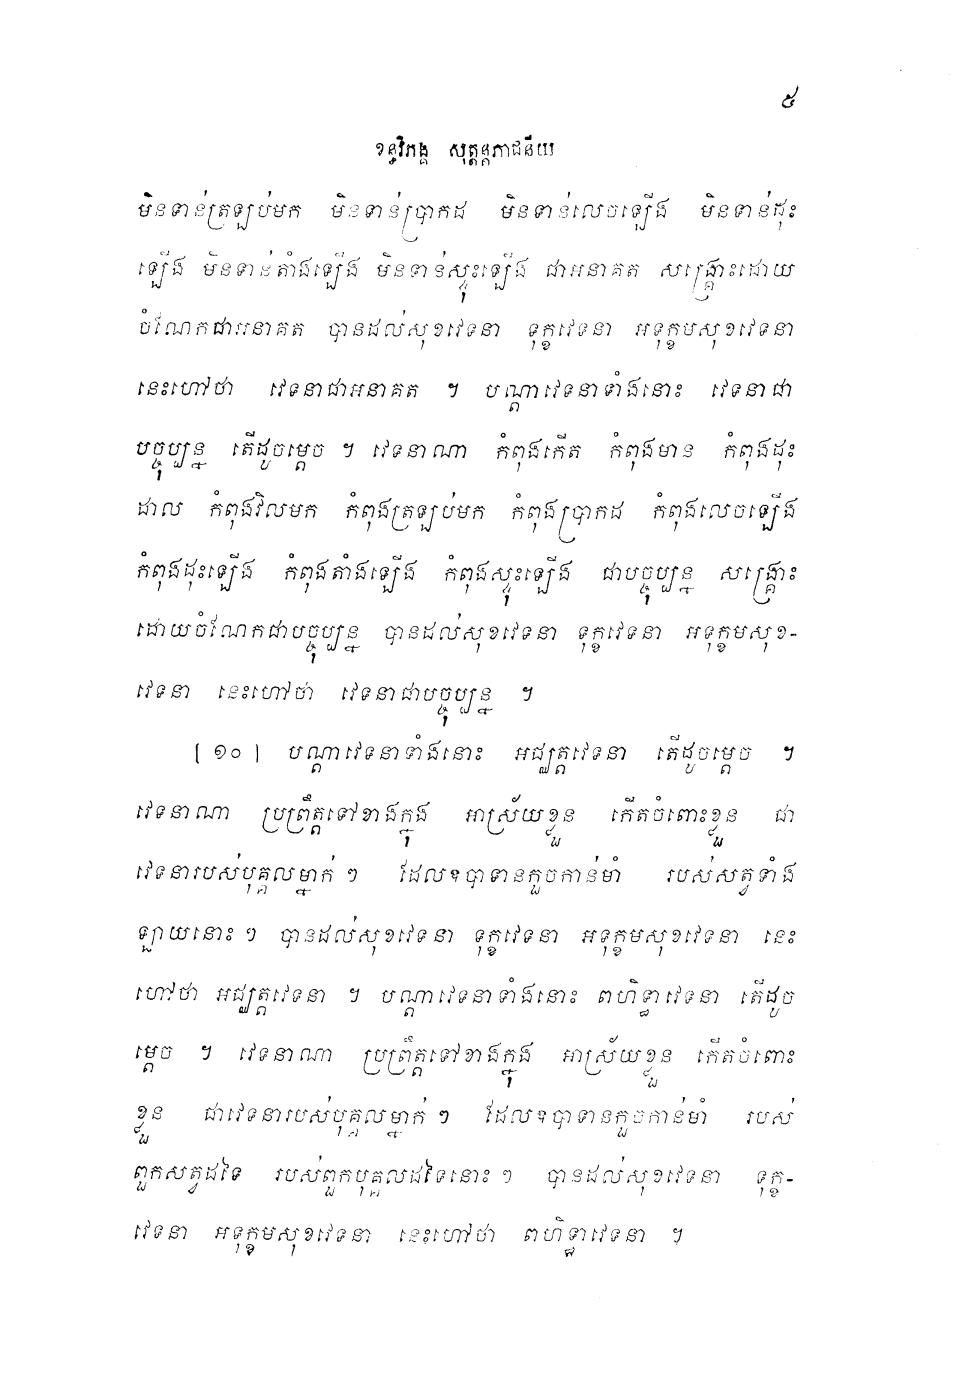 ៥
ខន្ធវិភង្គ សុត្តន្តភាជនីយ
មិនទាន់ត្រឡប់មក មិនទាន់ប្រាកដ មិនទាន់លេចឡើង មិនទាន់ដុះ
ឡើង មិនទាន់តាំងឡើង មិនទាន់ស្ទុះឡើង ជាអនាគត សង្គ្រោះដោយ
ចំណែកជាអនាគត បានដល់សុខវេទនា ទុក្ខវេទនា អទុក្ខមសុខវេទនា
នេះហៅថា វេទនាជាអនាគត ។ បណ្តាវេទនាទាំងនោះ វេទនាជា
បច្ចុប្បន្ន តើដូចម្តេច ។ វេទនាណា កំពុងកើត កំពុងមាន កំពុងដុះ
ដាល កំពុងវិលមក កំពុងត្រឡប់មក កំពុងប្រាកដ កំពុងលេចឡើង
កំពុងដុះឡើង កំពុងតាំងឡើង កំពុងស្ទុះឡើង ជាបច្ចុប្បន្ន សង្គ្រោះ
ដោយចំណែកជាបច្ចុប្បន្ន បានដល់សុខវេទនា ទុក្ខវេទនា អទុក្ខមសុខ-
វេទនា នេះហៅថា វេទនាជាបច្ចុប្បន្ន ។
[ ១០ ] បណ្តាវេទនាទាំងនោះ អជ្ឈត្តវេទនា តើដូចម្តេច ។
វេទនាណា ប្រព្រឹត្តទៅខាងក្នុង អាស្រ័យខ្លួន កើតចំពោះខ្លួន ជា
វេទនារបស់បុគ្គលម្នាក់ៗ ដែលឧបាទានកួចកាន់មាំ របស់សត្វទាំង
ឡាយនោះៗ បានដល់សុខវេទនា ទុក្ខវេទនា អទុក្ខមសុខវេទនា នេះ
ហៅថា អជ្ឈត្តវេទនា ។ បណ្តាវេទនាទាំងនោះ ពហិទ្ធាវេទនា តើដូច
ម្តេច ។ វេទនាណា ប្រព្រឹត្តទៅខាងក្នុង អាស្រ័យខ្លួន កើតចំពោះ
ខ្លួន ជាវេទនារបស់បុគ្គលម្នាក់ៗ ដែលឧបាទានកួចកាន់មាំ របស់
ពួកសត្វដទៃ របស់ពួកបុគ្គលដទៃនោះៗ បានដល់សុខវេទនា ទុក្ខ-
វេទនា អទុក្ខមសុខវេទនា នេះហៅថា ពហិទ្ធាវេទនា ។